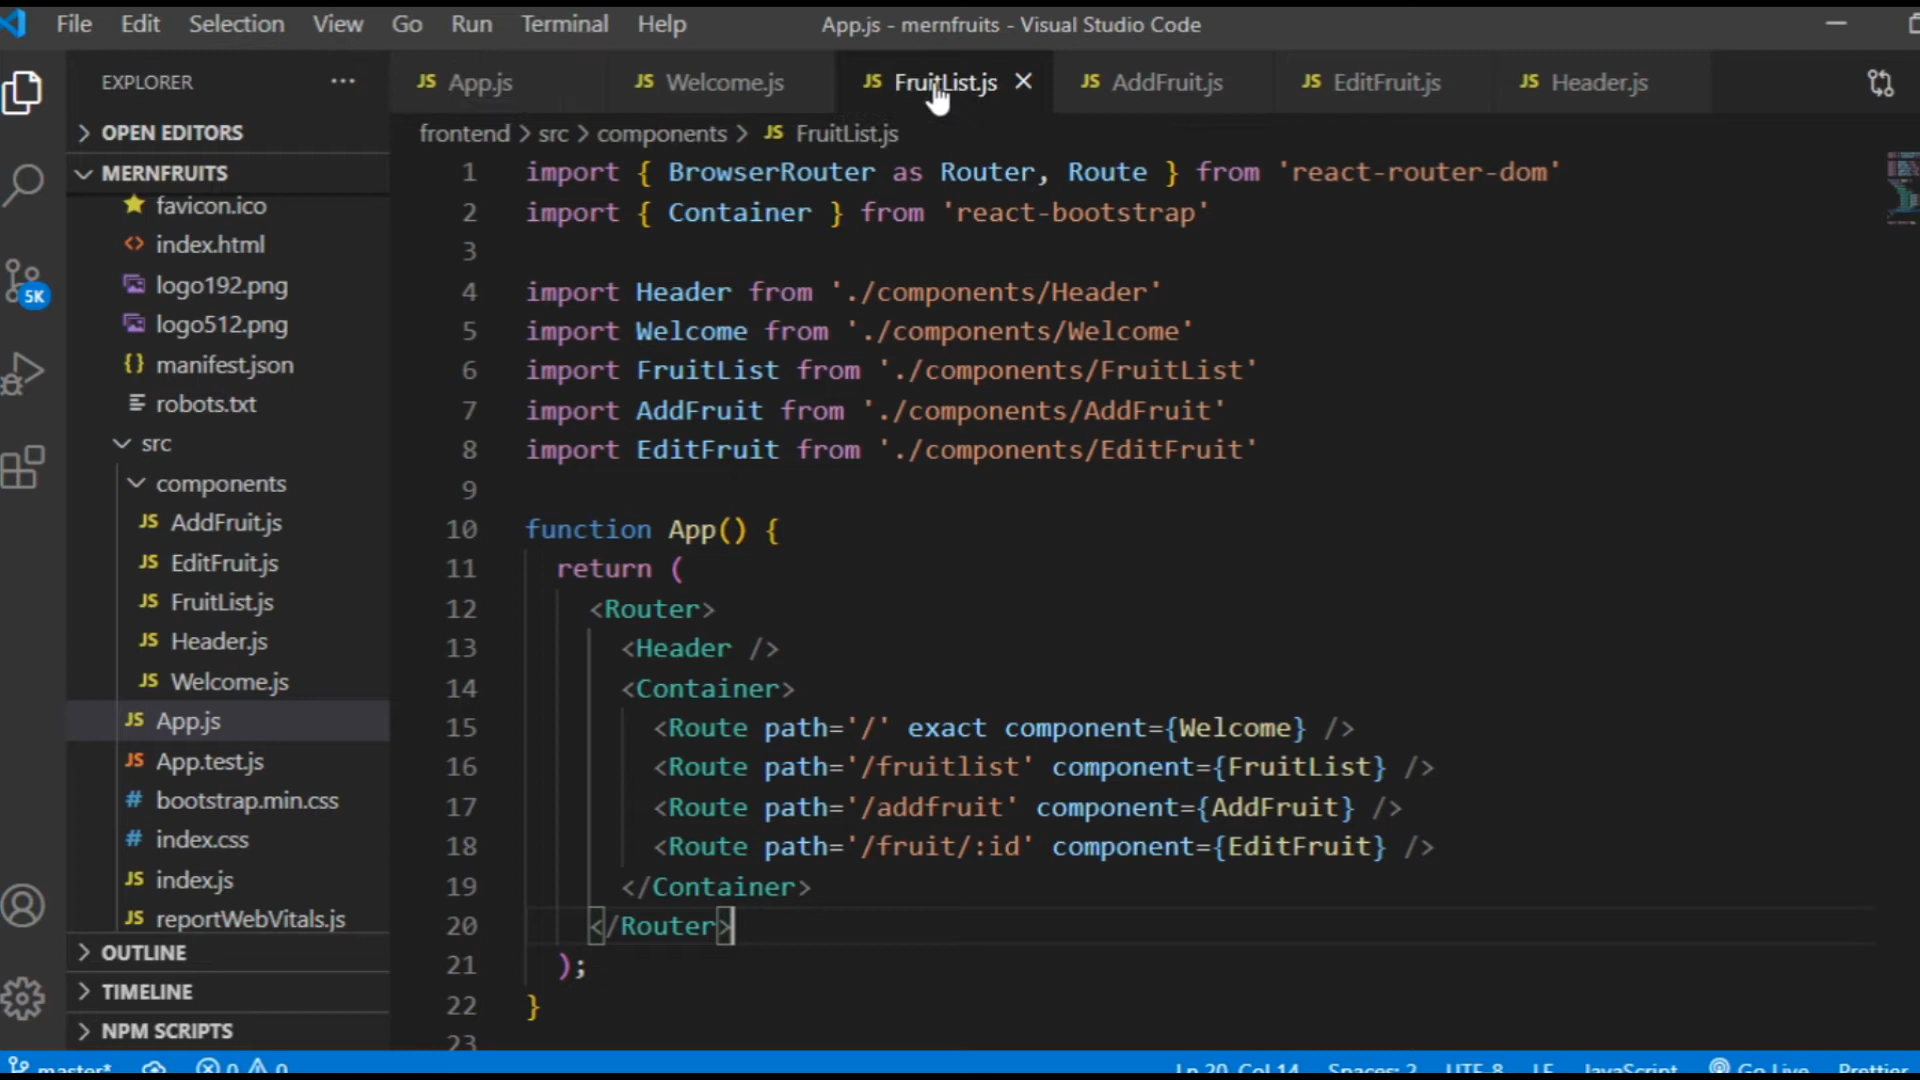 File Edit Selection View Go Run Terminal Help App.js - mernfruits - Visual Studio Code
EXPLORER ···
JS App.js JS Welcome.js JS FruitList.js × JS AddFruit.js JS EditFruit.js JS Header.js
OPEN EDITORS
frontend > src > components > JS FruitList.js
MERNFRUITS
favicon.ico
<> index.html
logo192.png
logo512.png
{} manifest.json
robots.txt
src
components
JS AddFruit.js
JS EditFruit.js
JS FruitList.js
JS Header.js
JS Welcome.js
JS App.js
JS App.test.js
# bootstrap.min.css
# index.css
JS index.js
JS reportWebVitals.js
OUTLINE
TIMELINE
NPM SCRIPTS
5K
1 import { BrowserRouter as Router, Route } from 'react-router-dom'
2 import { Container } from 'react-bootstrap'
3
4 import Header from './components/Header'
5 import Welcome from './components/Welcome'
6 import FruitList from './components/FruitList'
7 import AddFruit from './components/AddFruit'
8 import EditFruit from './components/EditFruit'
9
10 function App() {
11 return (
12 <Router>
13 <Header />
14 <Container>
15 <Route path='/' exact component={Welcome} />
16 <Route path='/fruitlist' component={FruitList} />
17 <Route path='/addfruit' component={AddFruit} />
18 <Route path='/fruit/:id' component={EditFruit} />
19 </Container>
20 </Router>
21 );
22 }
23
master* 0 0 Ln 20, Col 14 Spaces: 2 UTF-8 LF JavaScript Go Live Prettier